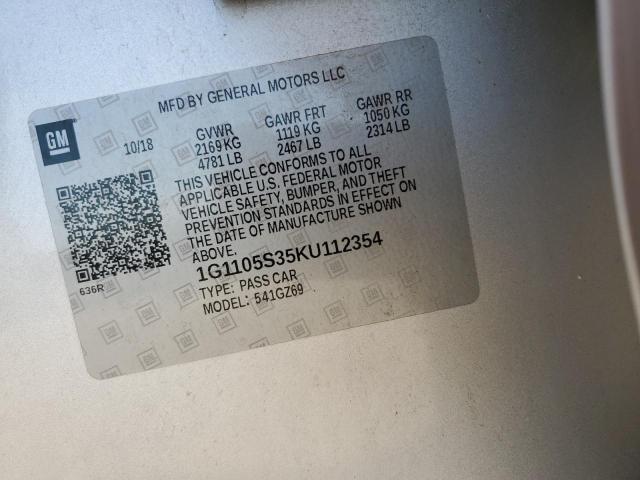 MFD BY GENERAL MOTORS LLC
GM
10/18
GVWR
2169 KG
4781 LB
GAWR FRT
1119 KG
2467 LB
GAWR RR
1050 KG
2314 LB
THIS VEHICLE CONFORMS TO ALL
APPLICABLE U.S. FEDERAL MOTOR
VEHICLE SAFETY, BUMPER, AND THEFT
PREVENTION STANDARDS IN EFFECT ON
THE DATE OF MANUFACTURE SHOWN
ABOVE.
1G1105S35KU112354
TYPE: PASS CAR
MODEL: 541GZ69
636R